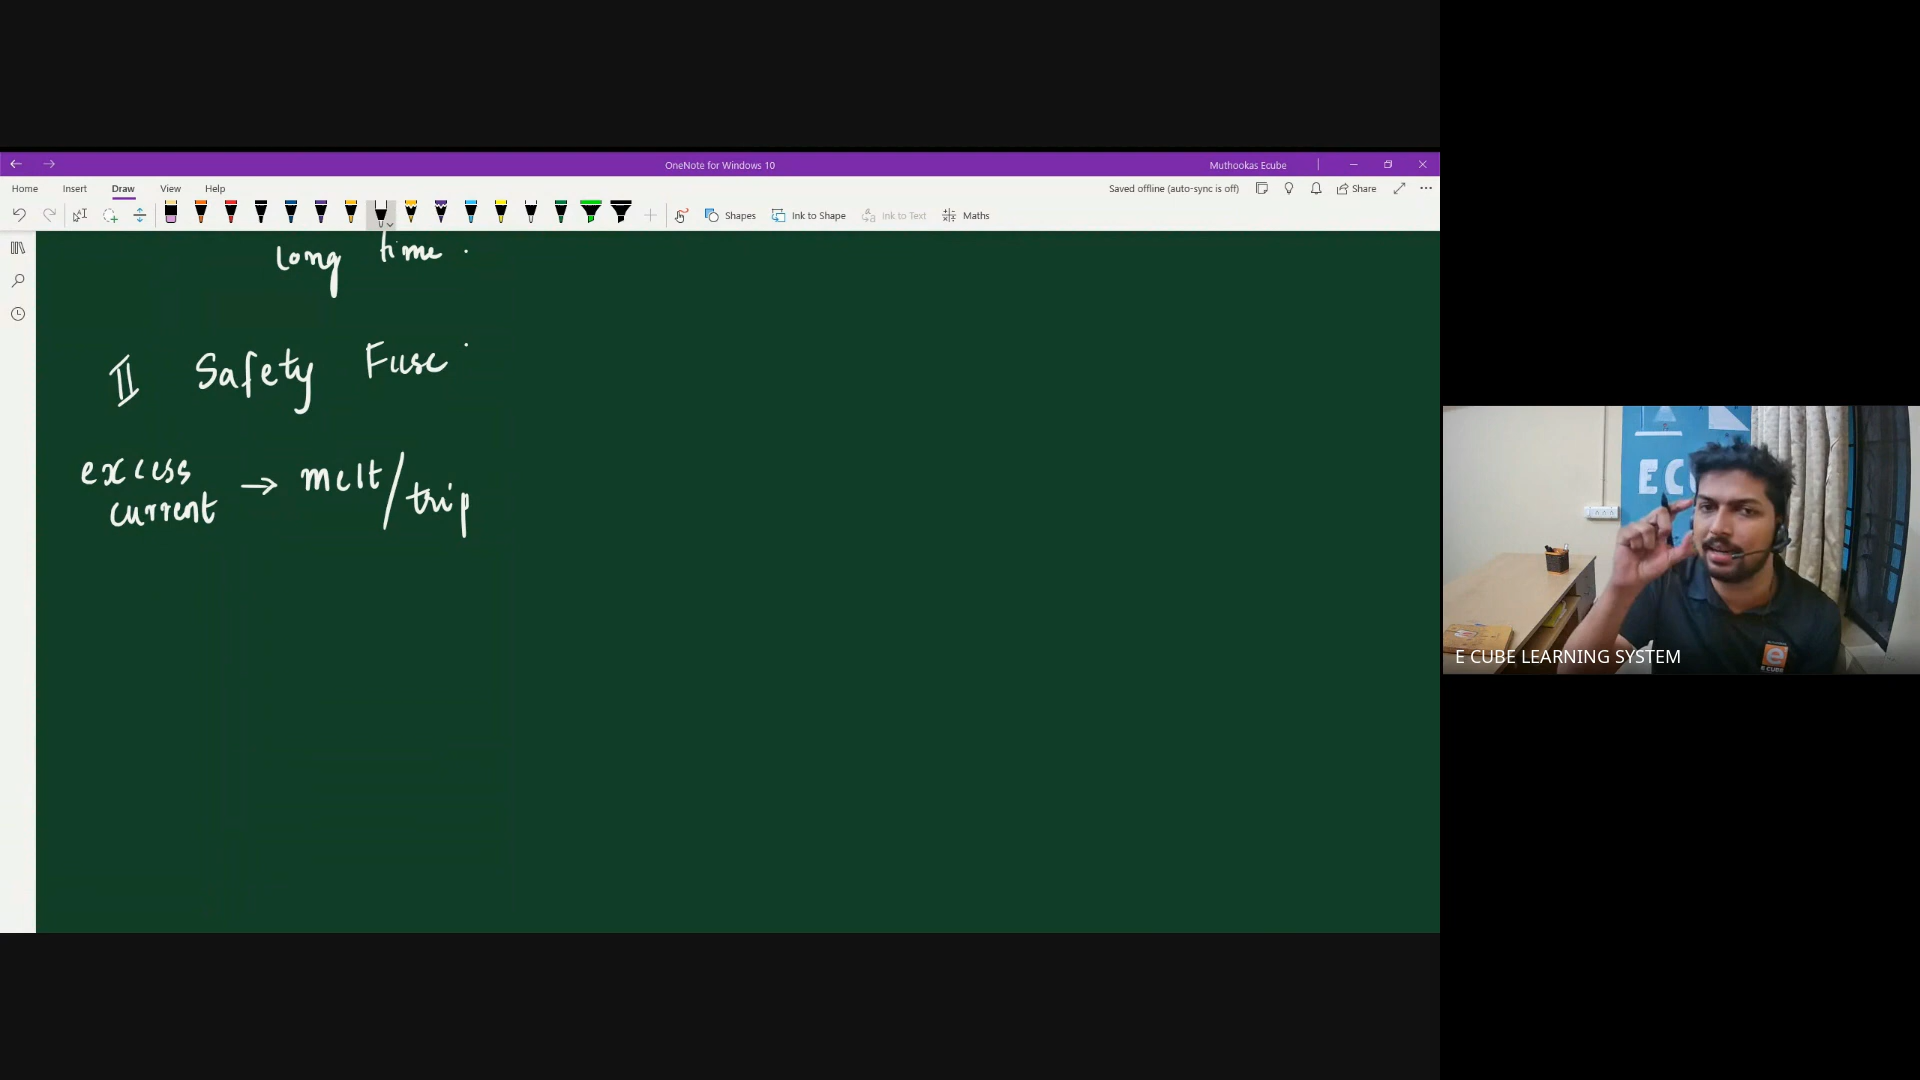 OneNote for Windows 10
Muthookas Ecube
Home Insert Draw View Help
Saved offline (auto-sync is off)
Share
Shapes
Ink to Shape
Ink to Text
Maths
long time.
II Safety Fuse.
excess
current → melt/trip
EC
E CUBE LEARNING SYSTEM
e
E CUBE